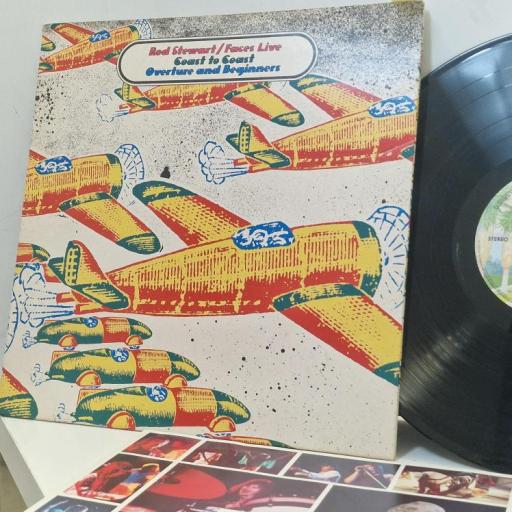 Rod Stewart/Faces Live
Coast to Coast
Overture and Beginners
STEREO